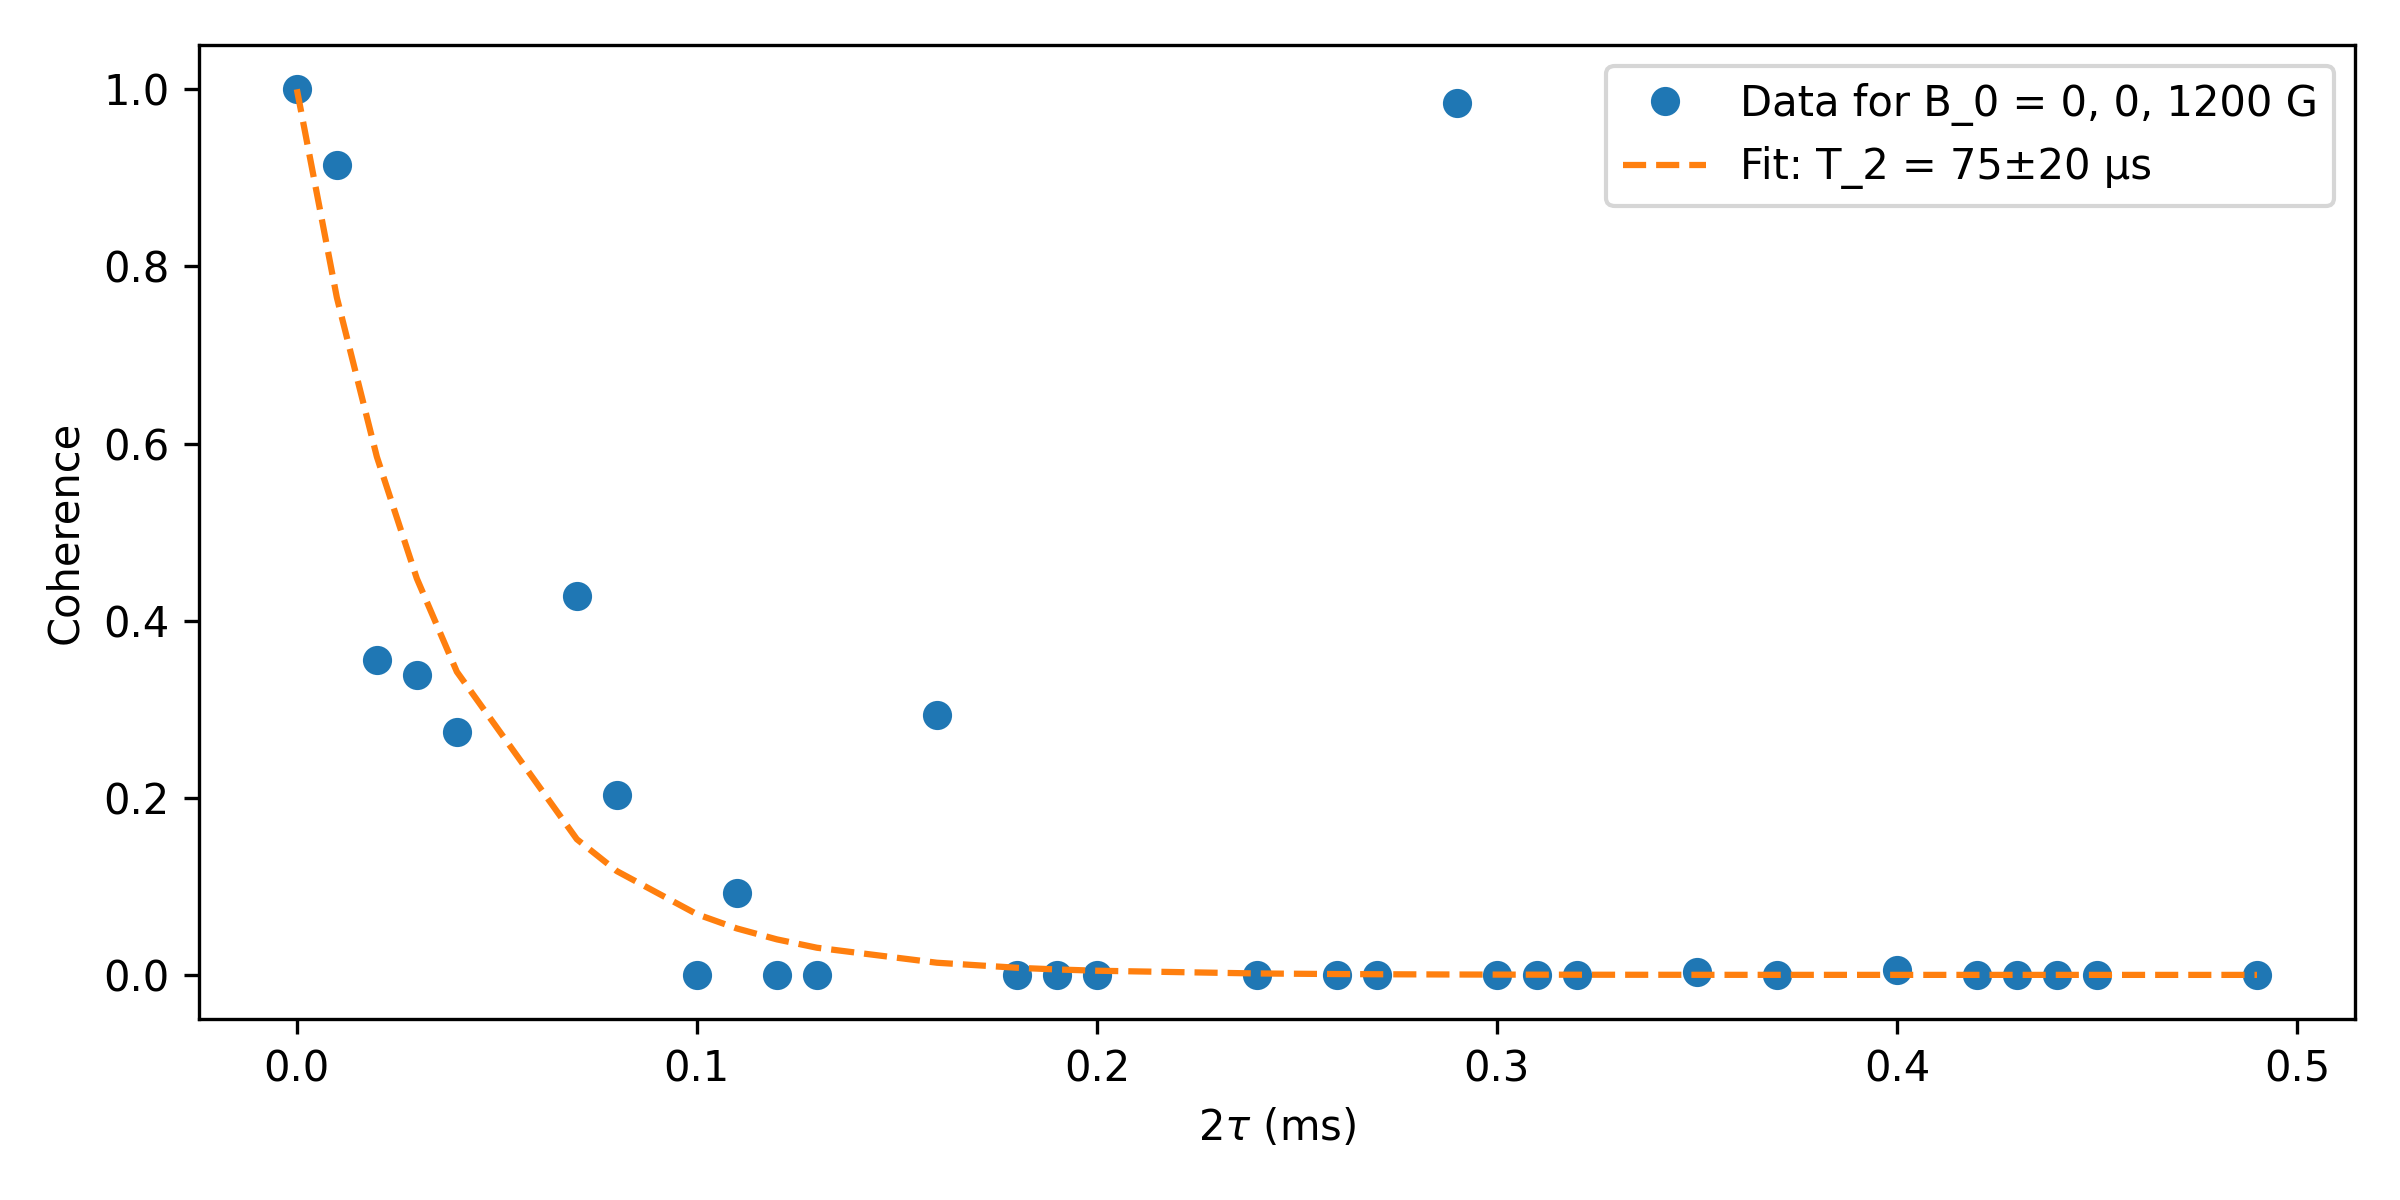 Data for B_0 = 0, 0, 1200 G
Fit: T_2 = 75±20 μs
Coherence
1.0
0.8
0.6
0.4
0.2
0.0
0.0 0.1 0.2 0.3 0.4 0.5
2τ (ms)